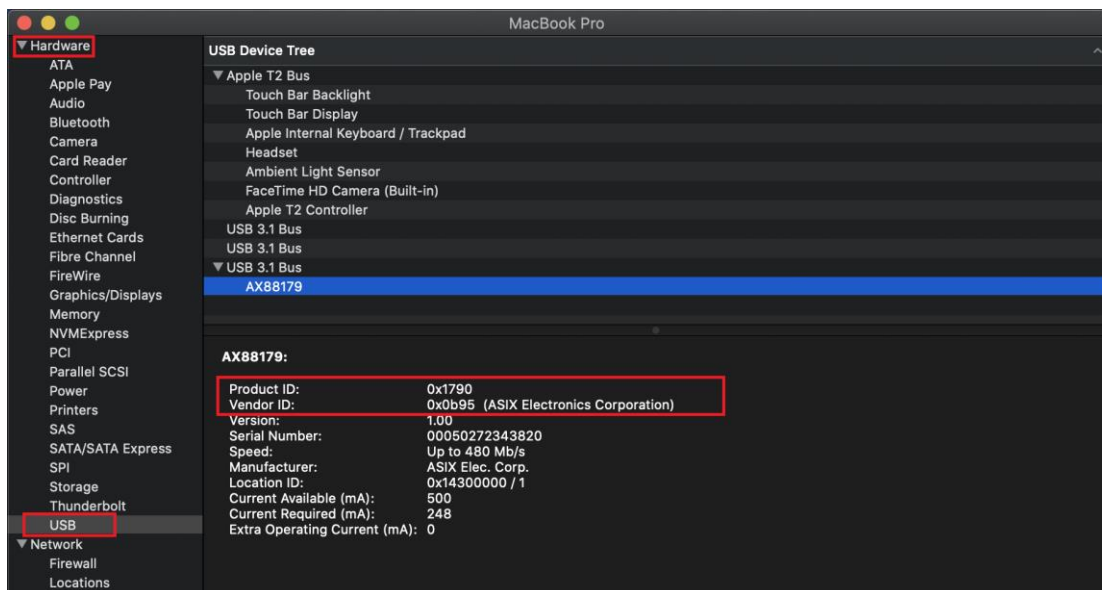 MacBook Pro
Hardware
ATA
Apple Pay
Audio
Bluetooth
Camera
Card Reader
Controller
Diagnostics
Disc Burning
Ethernet Cards
Fibre Channel
FireWire
Graphics/Displays
Memory
NVMExpress
PCI
Parallel SCSI
Power
Printers
SAS
SATA/SATA Express
SPI
Storage
Thunderbolt
USB
Network
Firewall
Locations
USB Device Tree
Apple T2 Bus
Touch Bar Backlight
Touch Bar Display
Apple Internal Keyboard / Trackpad
Headset
Ambient Light Sensor
FaceTime HD Camera (Built-in)
Apple T2 Controller
USB 3.1 Bus
USB 3.1 Bus
USB 3.1 Bus
AX88179
AX88179:
Product ID: 0x1790
Vendor ID: 0x0b95 (ASIX Electronics Corporation)
Version: 1.00
Serial Number: 00050272343820
Speed: Up to 480 Mb/s
Manufacturer: ASIX Elec. Corp.
Location ID: 0x14300000 / 1
Current Available (mA): 500
Current Required (mA): 248
Extra Operating Current (mA): 0